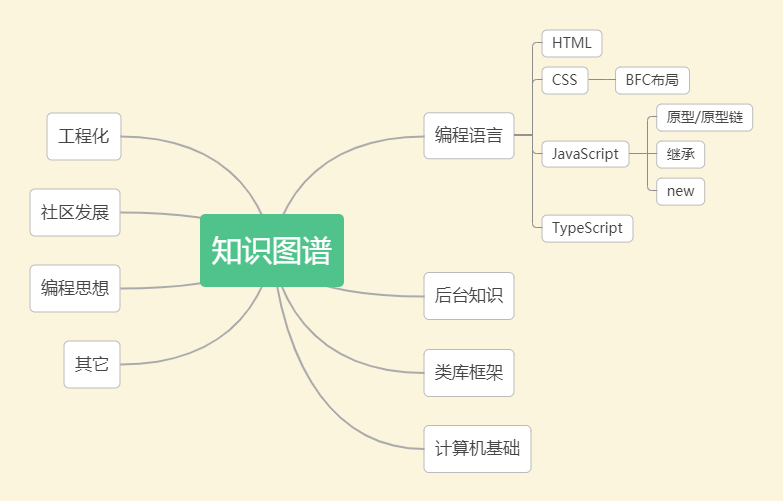 知识图谱
编程语言
HTML
CSS
BFC布局
JavaScript
原型/原型链
继承
new
TypeScript
后台知识
类库框架
计算机基础
工程化
社区发展
编程思想
其它